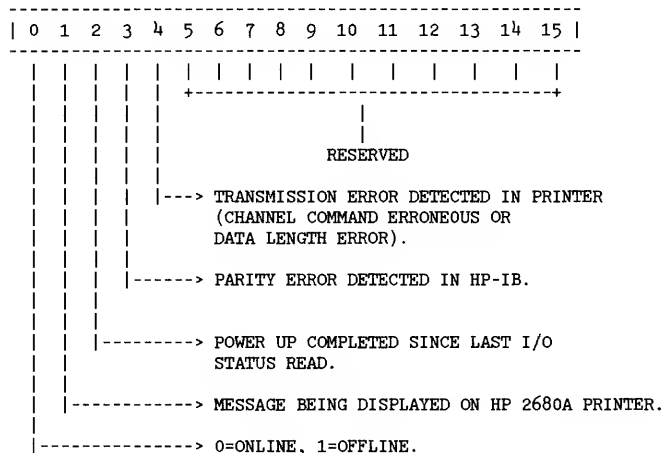 | 0 1 2 3 4 5 6 7 8 9 10 11 12 13 14 15 |
RESERVED
|---> TRANSMISSION ERROR DETECTED IN PRINTER
(CHANNEL COMMAND ERRONEOUS OR
DATA LENGTH ERROR).
|------> PARITY ERROR DETECTED IN HP-IB.
|----------> POWER UP COMPLETED SINCE LAST I/O
STATUS READ.
|------------> MESSAGE BEING DISPLAYED ON HP 2680A PRINTER.
|----------------> 0=ONLINE, 1=OFFLINE.